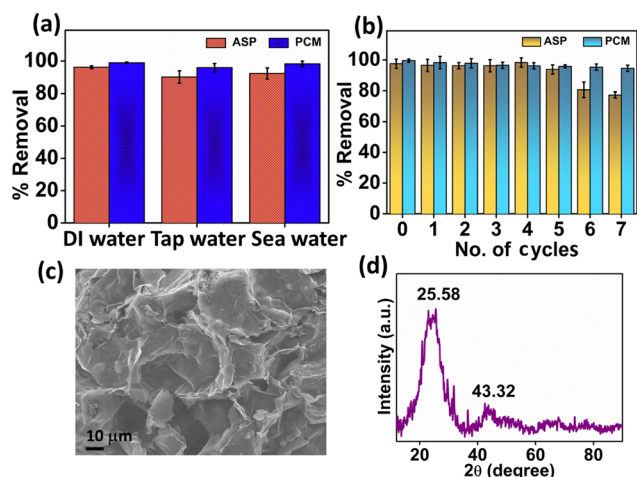 (a)
ASP PCM
% Removal
100
80
60
40
20
0
DI water Tap water Sea water
(b)
ASP PCM
% Removal
100
80
60
40
20
0
0 1 2 3 4 5 6 7
No. of cycles
(c)
10 µm
(d)
25.58
43.32
Intensity (a.u.)
20 40 60 80
2θ (degree)